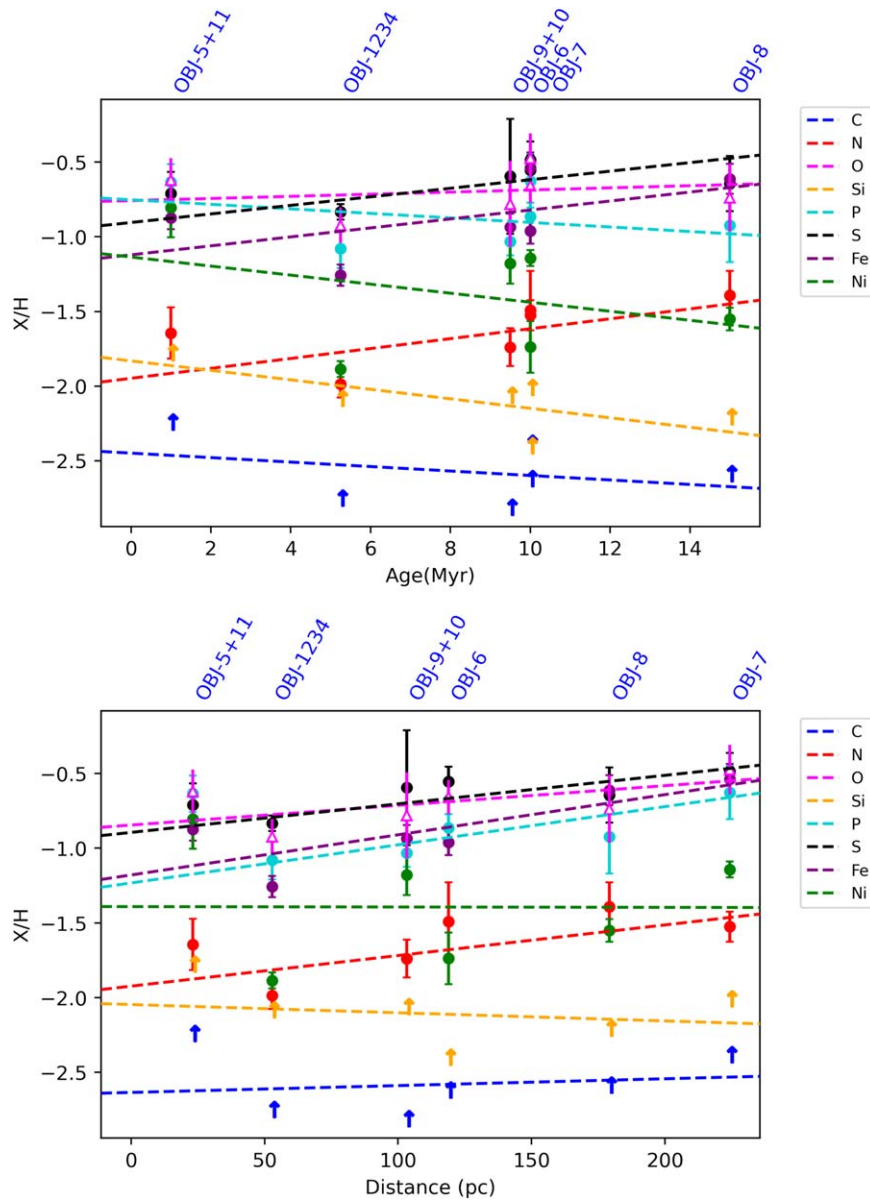 OBJ-5+11
OBJ-1234
OBJ-9+10
OBJ-6
OBJ-7
OBJ-8
−0.5
−1.0
−1.5
−2.0
−2.5
X/H
0
2
4
6
8
10
12
14
Age(Myr)
C
N
O
Si
P
S
Fe
Ni
OBJ-5+11
OBJ-1234
OBJ-9+10
OBJ-6
OBJ-8
OBJ-7
−0.5
−1.0
−1.5
−2.0
−2.5
X/H
0
50
100
150
200
Distance (pc)
C
N
O
Si
P
S
Fe
Ni